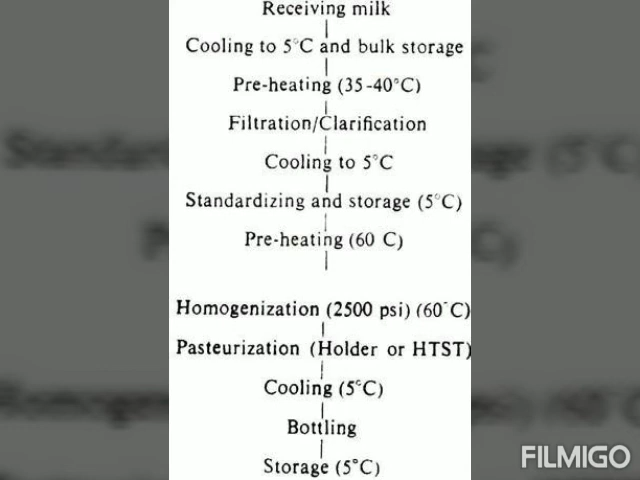 Receiving milk
Cooling to 5°C and bulk storage
Pre-heating (35-40°C)
Filtration/Clarification
Cooling to 5°C
Standardizing and storage (5°C)
Pre-heating (60 C)
Homogenization (2500 psi) (60°C)
Pasteurization (Holder or HTST)
Cooling (5°C)
Bottling
Storage (5°C)
FILMIGO